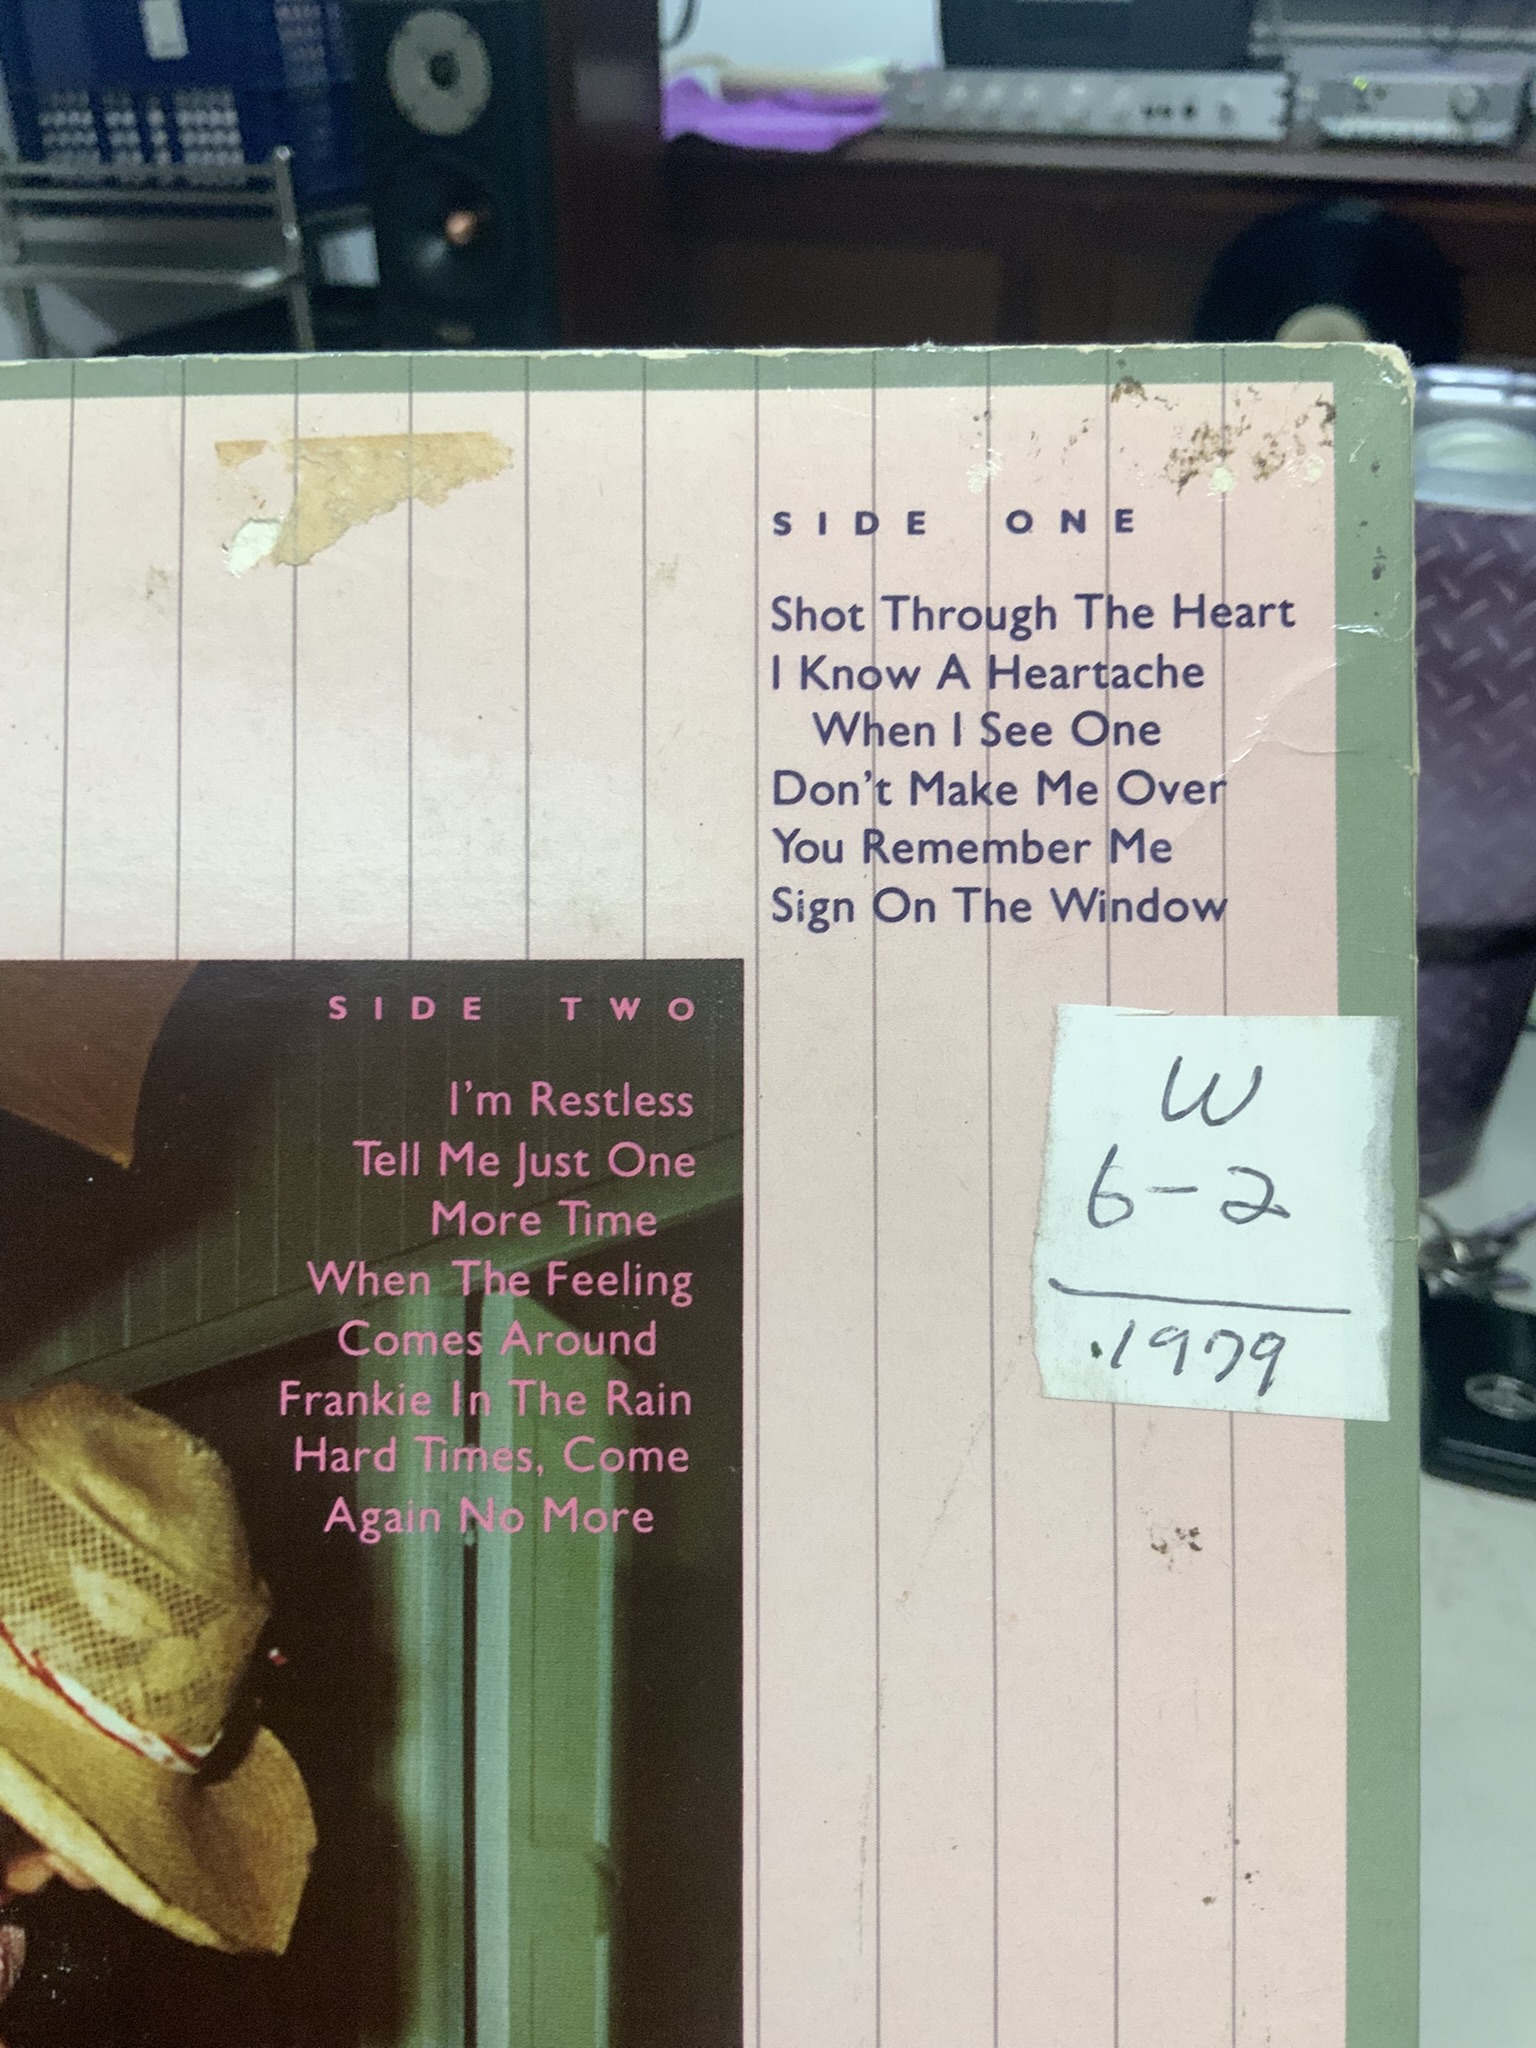 SIDE ONE
Shot Through The Heart
I Know A Heartache
When I See One
Don't Make Me Over
You Remember Me
Sign On The Window
SIDE TWO
I'm Restless
Tell Me Just One
More Time
When The Feeling
Comes Around
Frankie In The Rain
Hard Times, Come
Again No More
W
6-2
.1979